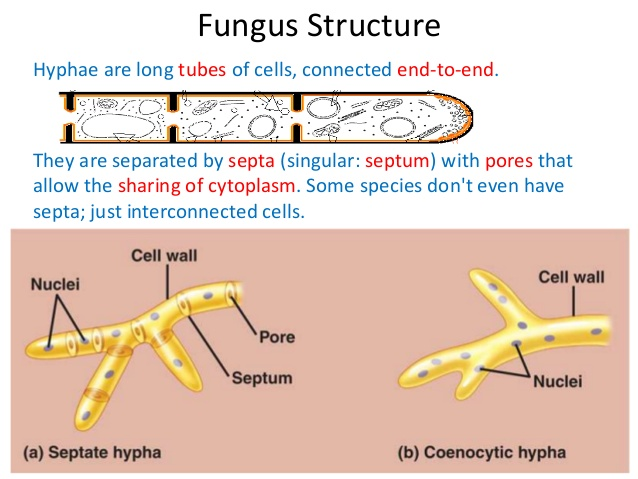 Fungus Structure
Hyphae are long tubes of cells, connected end-to-end.
They are separated by septa (singular: septum) with pores that
allow the sharing of cytoplasm. Some species don't even have
septa; just interconnected cells.
Cell wall
Nuclei
Pore
Septum
(a) Septate hypha
Cell wall
Nuclei
(b) Coenocytic hypha